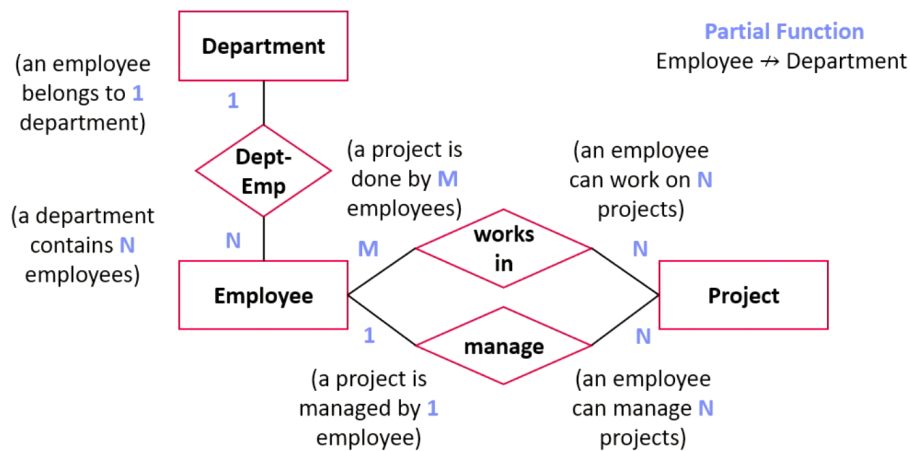 Department
Partial Function
Employee ↛ Department
(an employee
belongs to 1
department)
1
Dept-
Emp
(a project is
done by M
employees)
(an employee
can work on N
projects)
(a department
contains N
employees)
N
M
works
in
N
Employee
Project
1
manage
N
(a project is
managed by 1
employee)
(an employee
can manage N
projects)